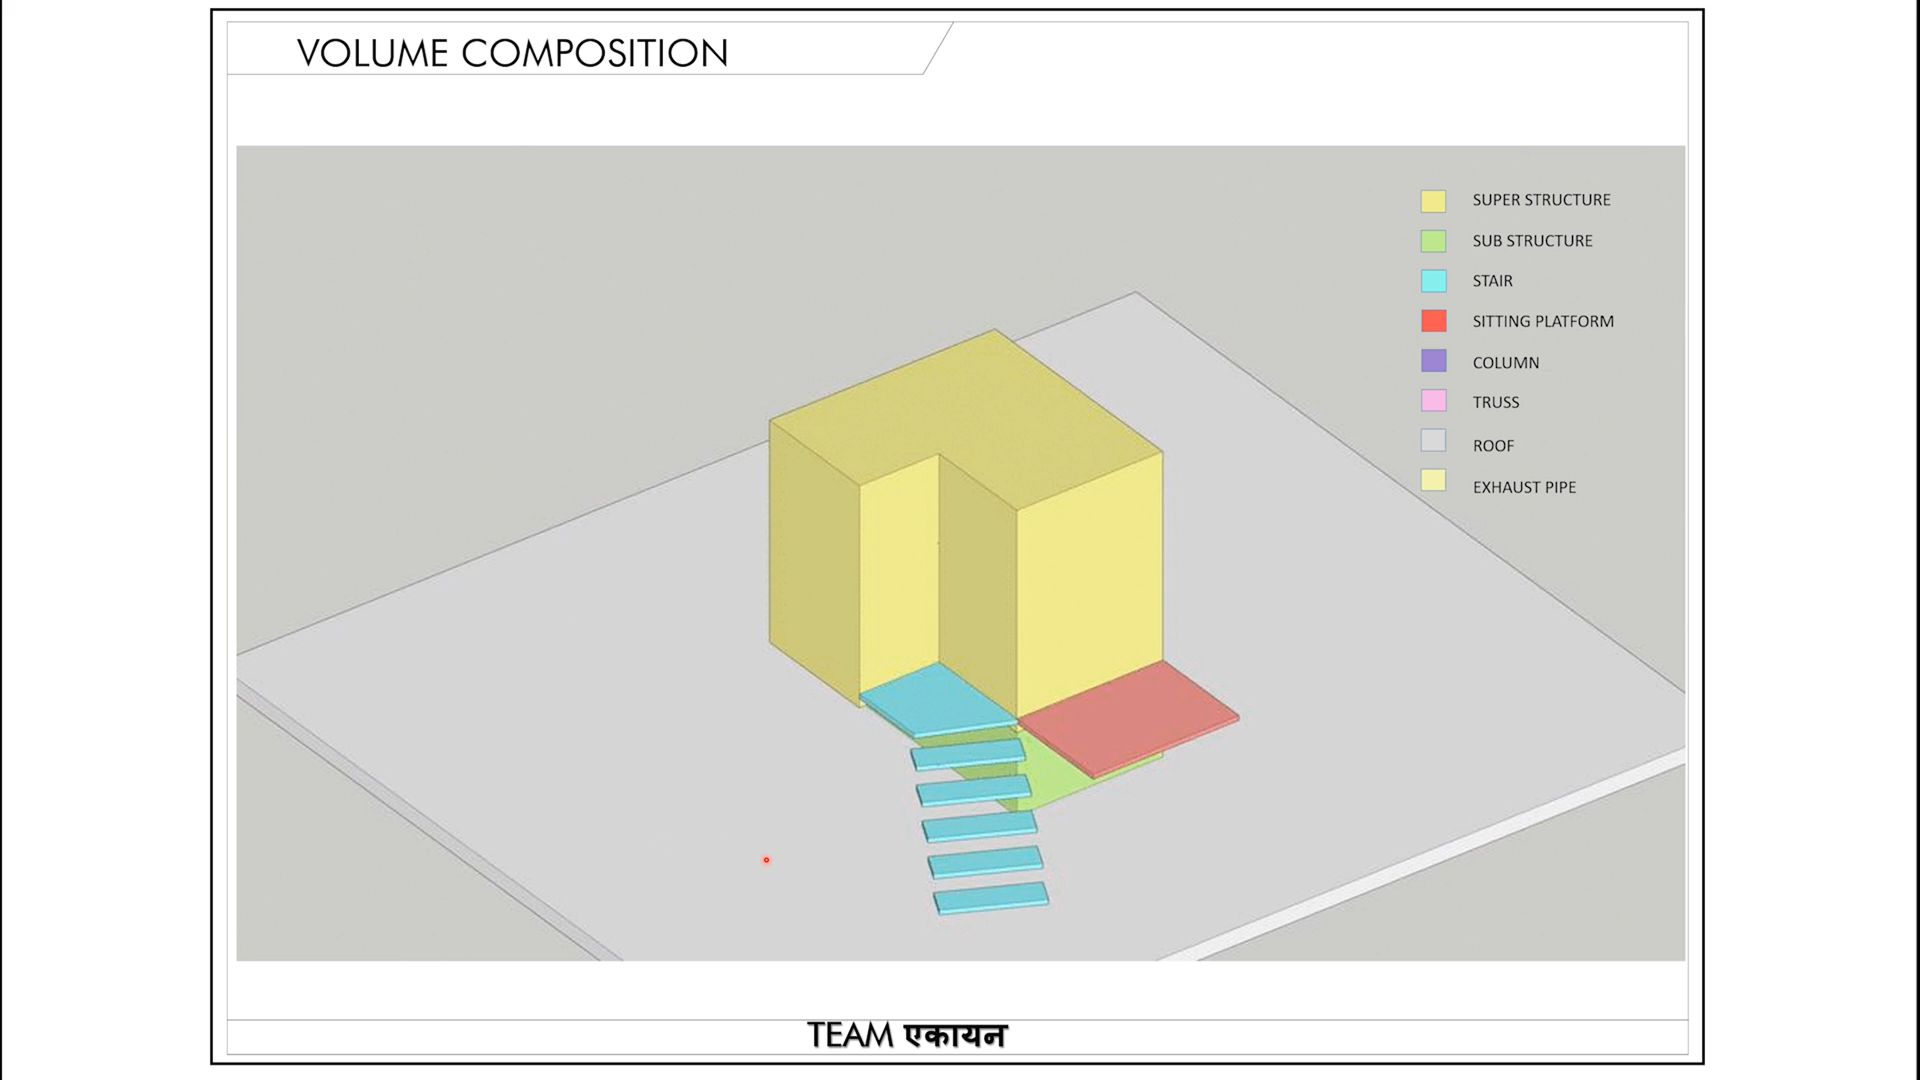 VOLUME COMPOSITION
SUPER STRUCTURE
SUB STRUCTURE
STAIR
SITTING PLATFORM
COLUMN
TRUSS
ROOF
EXHAUST PIPE
TEAM एकायन